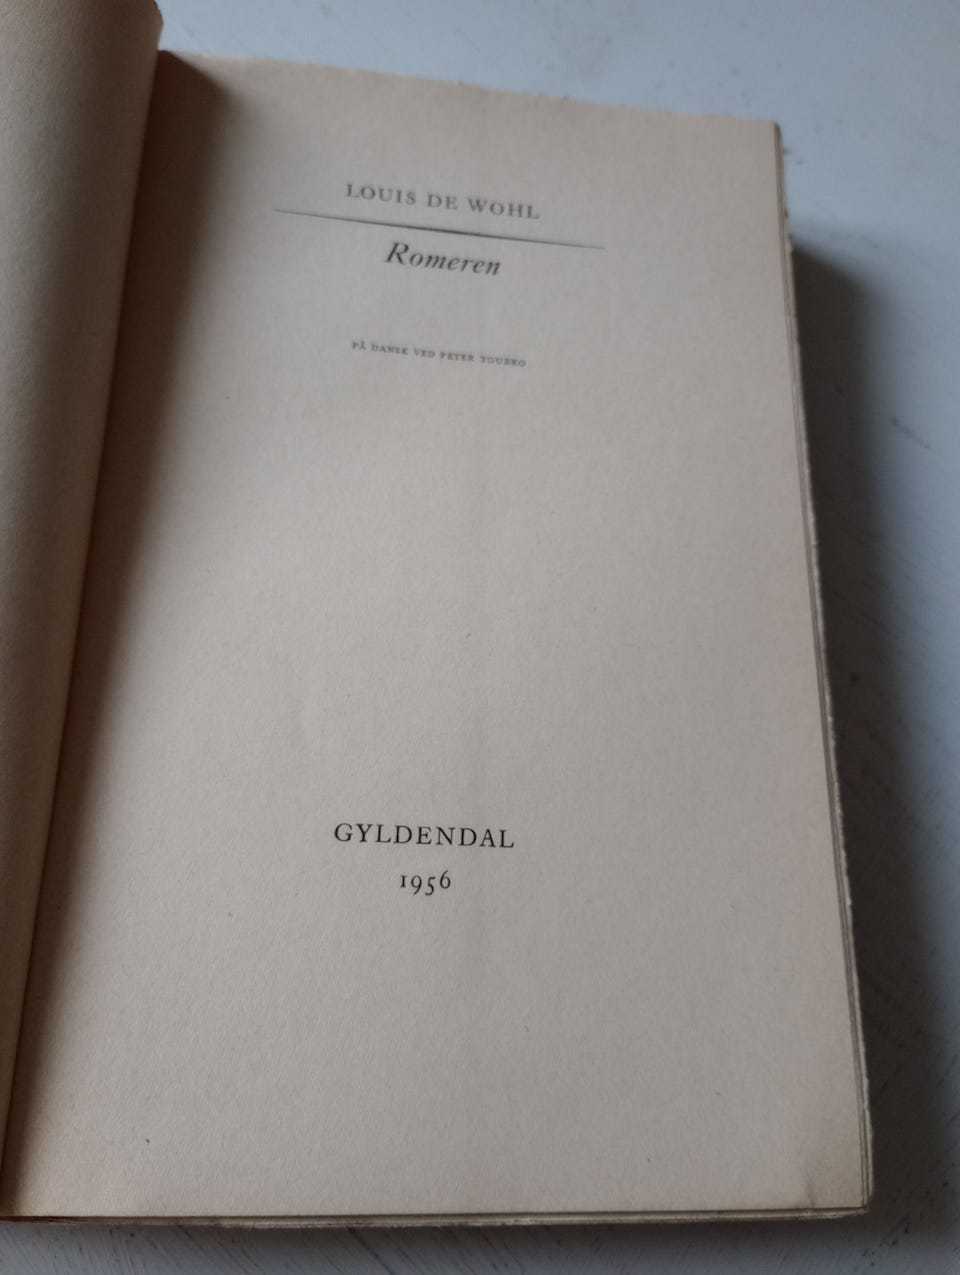 LOUIS DE WOHL
Romeren
PÅ DANSK VED PETER TOUBRO
GYLDENDAL
1956